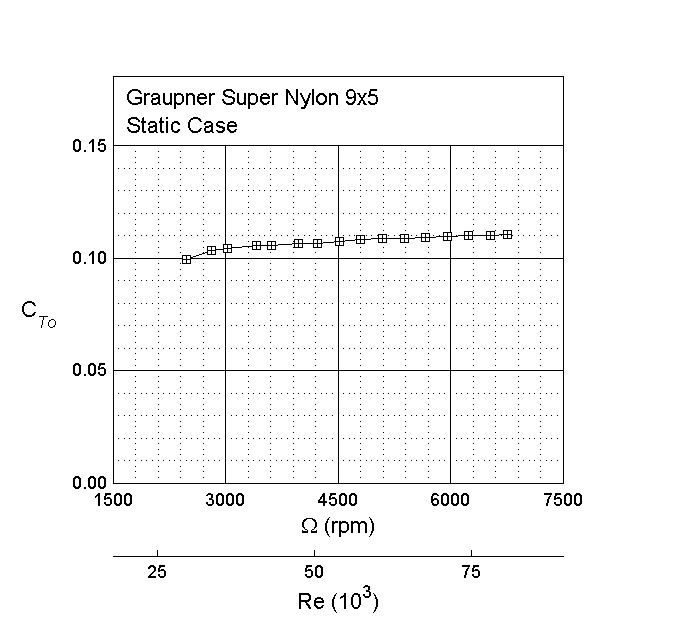 Graupner Super Nylon 9x5
Static Case
0.15
0.10
C_To
0.05
0.00
1500 3000 4500 6000 7500
Ω (rpm)
25 50 75
Re (10³)